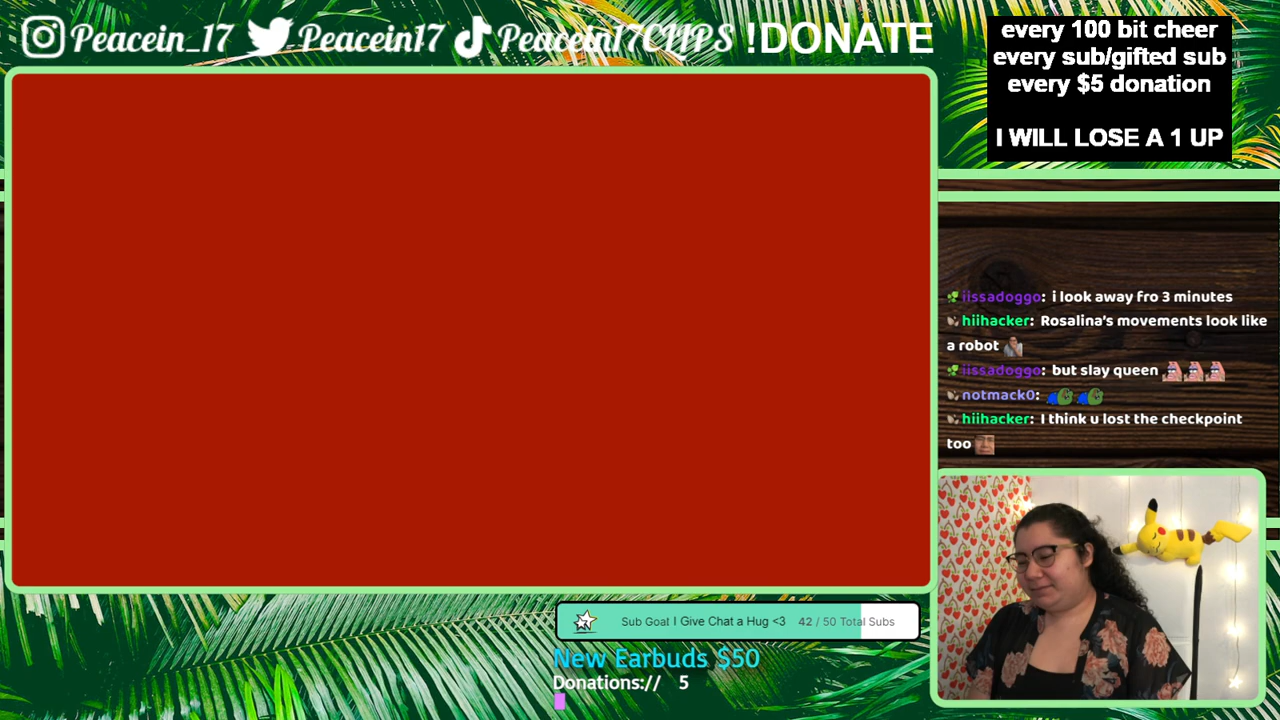 Peacein_17 Peacein17 Peacein17ClIPS !DONATE
every 100 bit cheer
every sub/gifted sub
every $5 donation
I WILL LOSE A 1 UP
iissadoggo: i look away fro 3 minutes
hiihacker: Rosalina's movements look like
a robot
iissadoggo: but slay queen
notmack0:
hiihacker: I think u lost the checkpoint
too
Sub Goal I Give Chat a Hug <3 42 / 50 Total Subs
New Earbuds $50
Donations:// 5